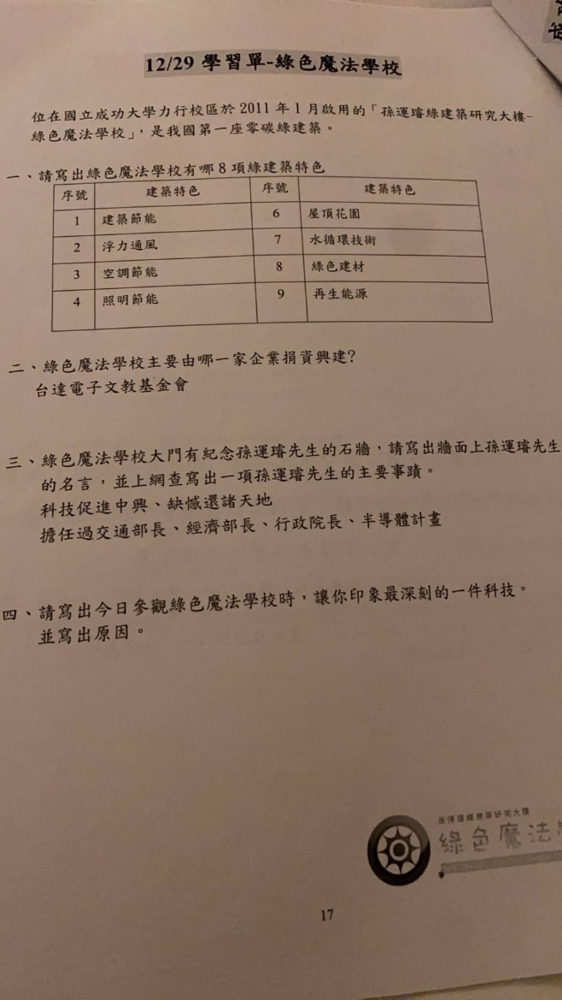 12/29 學習單-綠色魔法學校
位在國立成功大學力行校區於 2011 年 1 月啟用的「孫運璿綠建築研究大樓-
綠色魔法學校」，是我國第一座零碳綠建築。
一、請寫出綠色魔法學校有哪 8 項綠建築特色
序號 建築特色 序號 建築特色
1 建築節能 6 屋頂花園
2 浮力通風 7 水循環技術
3 空調節能 8 綠色建材
4 照明節能 9 再生能源
二、綠色魔法學校主要由哪一家企業捐資興建?
台達電子文教基金會
三、綠色魔法學校大門有紀念孫運璿先生的石牆，請寫出牆面上孫運璿先生
的名言，並上網查寫出一項孫運璿先生的主要事蹟。
科技促進中興、缺憾還諸天地
擔任過交通部長、經濟部長、行政院長、半導體計畫
四、請寫出今日參觀綠色魔法學校時，讓你印象最深刻的一件科技。
並寫出原因。
孫運璿綠建築研究大樓
綠色魔法
17